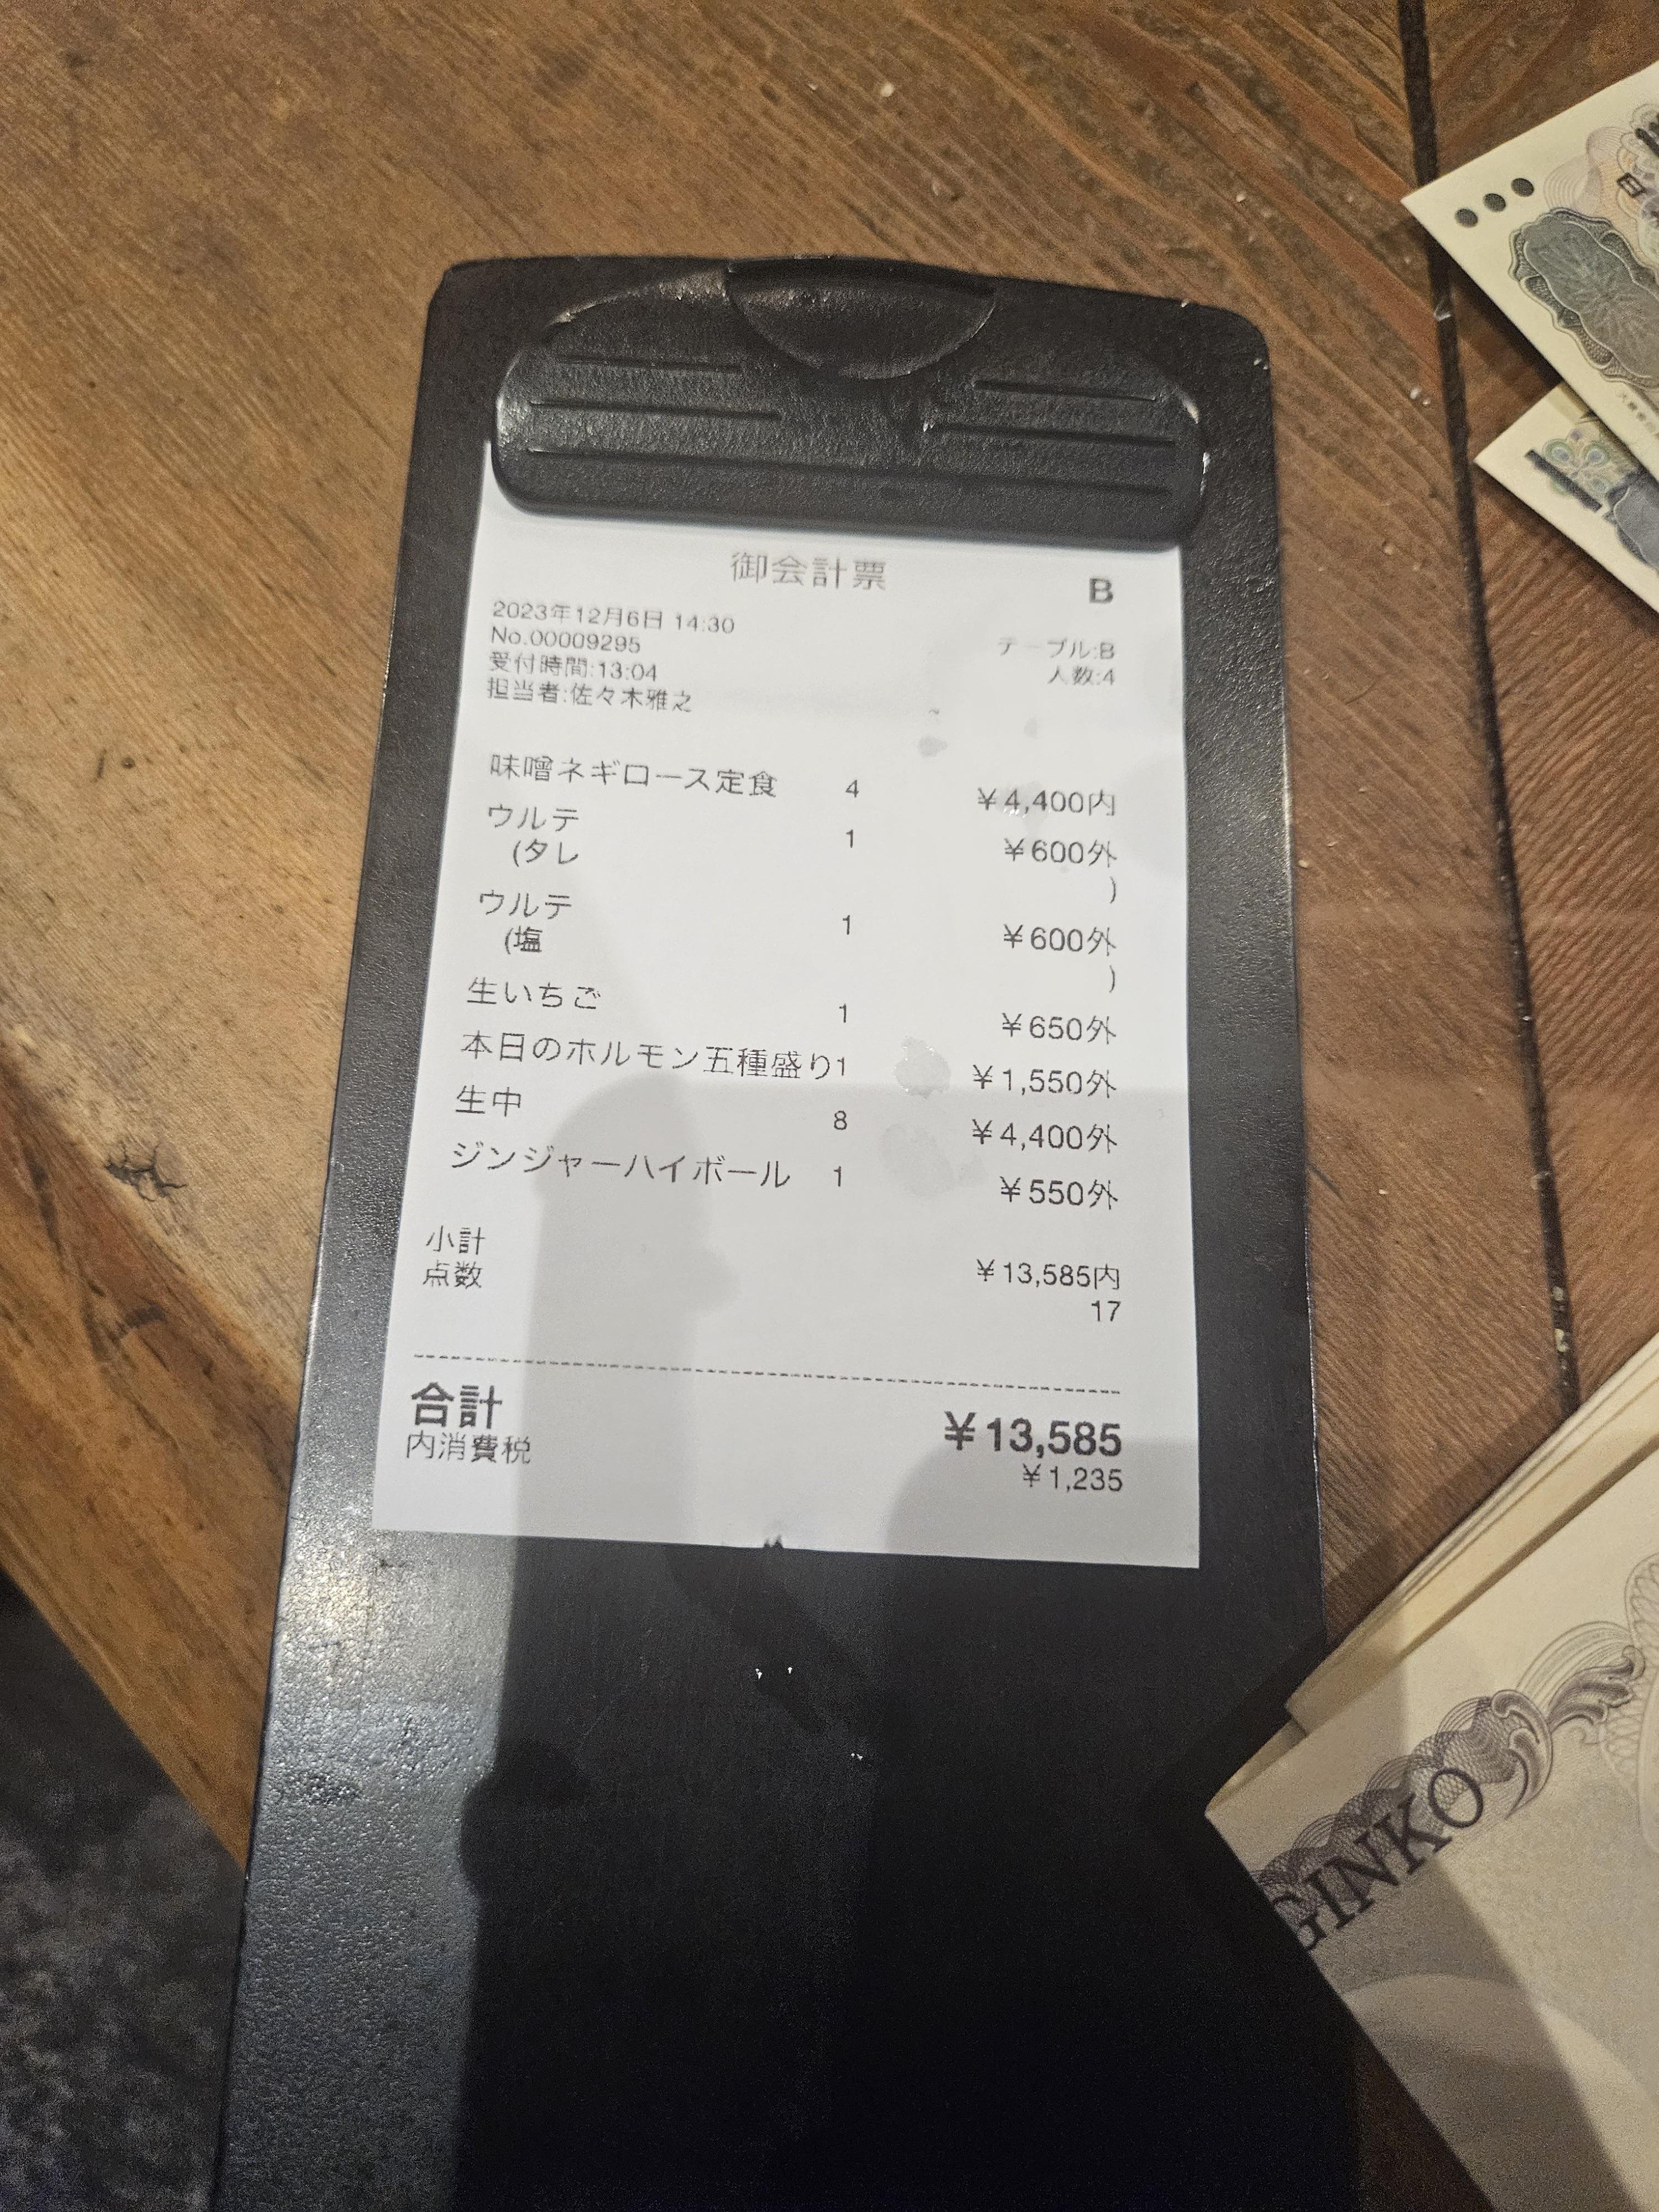 御会計票
B
2023年12月6日 14:30
No.00009295
テーブル:B
受付時間:13:04
人数:4
担当者:佐々木雅之
味噌ネギロース定食 4 ¥4,400内
ウルテ 1 ¥600外
(タレ )
ウルテ 1 ¥600外
(塩 )
生いちご 1 ¥650外
本日のホルモン五種盛り1 ¥1,550外
生中 8 ¥4,400外
ジンジャーハイボール 1 ¥550外
小計 ¥13,585内
点数 17
合計 ¥13,585
内消費税 ¥1,235
GINKO